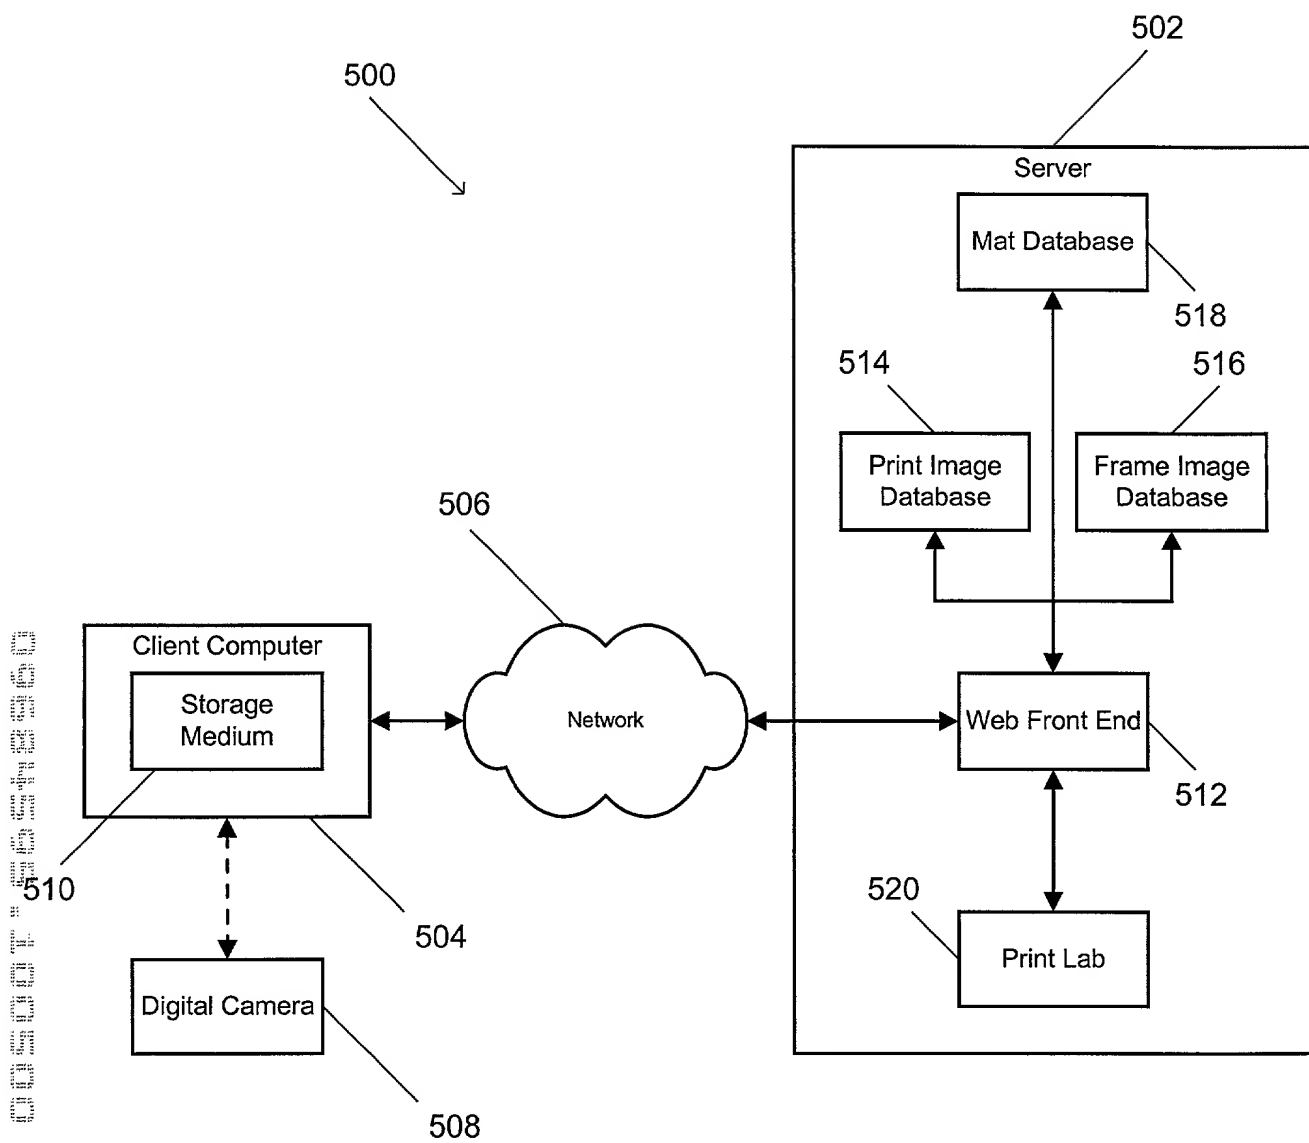 502
500
Server
Mat Database
518
514
516
Print Image
Database
Frame Image
Database
506
Client Computer
Storage
Medium
Network
Web Front End
512
510
504
520
Print Lab
Digital Camera
508